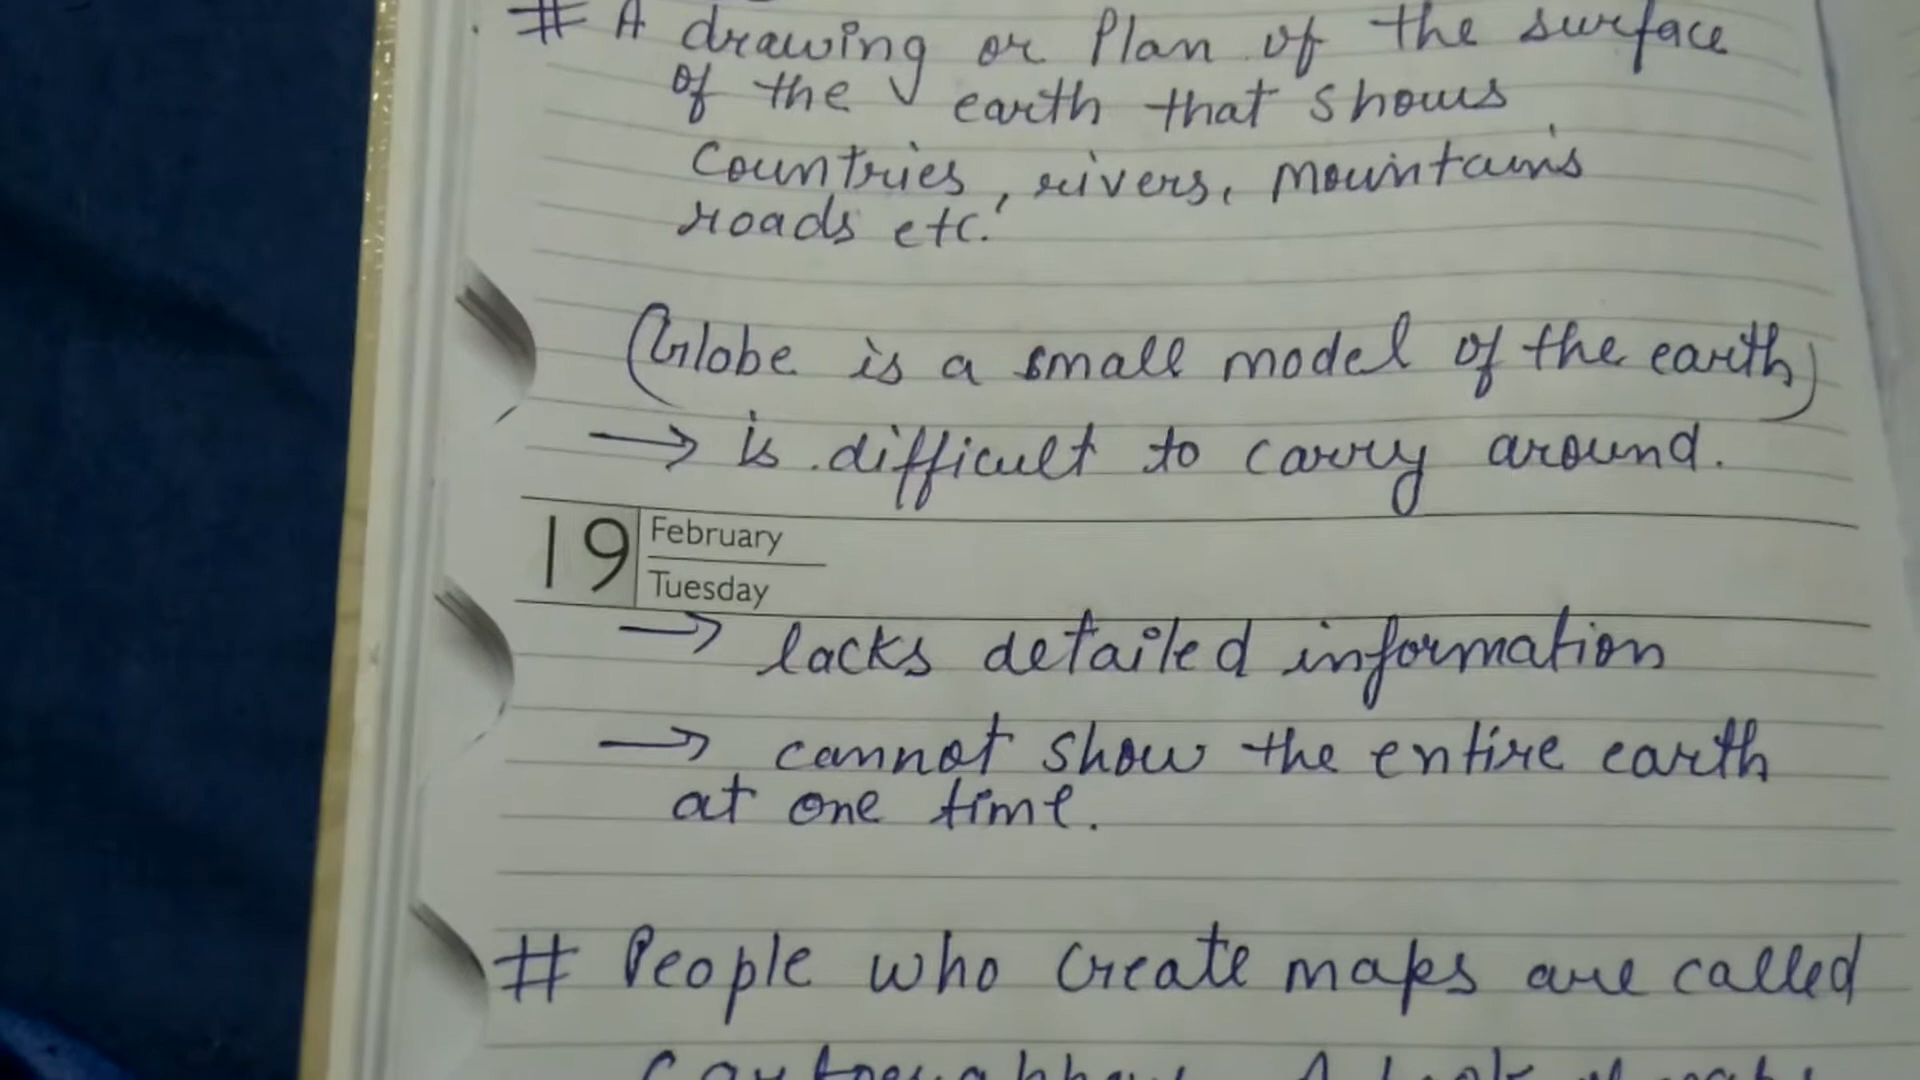 # A drawing or Plan of the surface
of the earth that shows
Countries, rivers, mountains
roads etc.
(Globe is a small model of the earth)
→ is difficult to carry around.
19 February
Tuesday
→ lacks detailed information
→ cannot show the entire earth
at one time.
# People who create maps are called